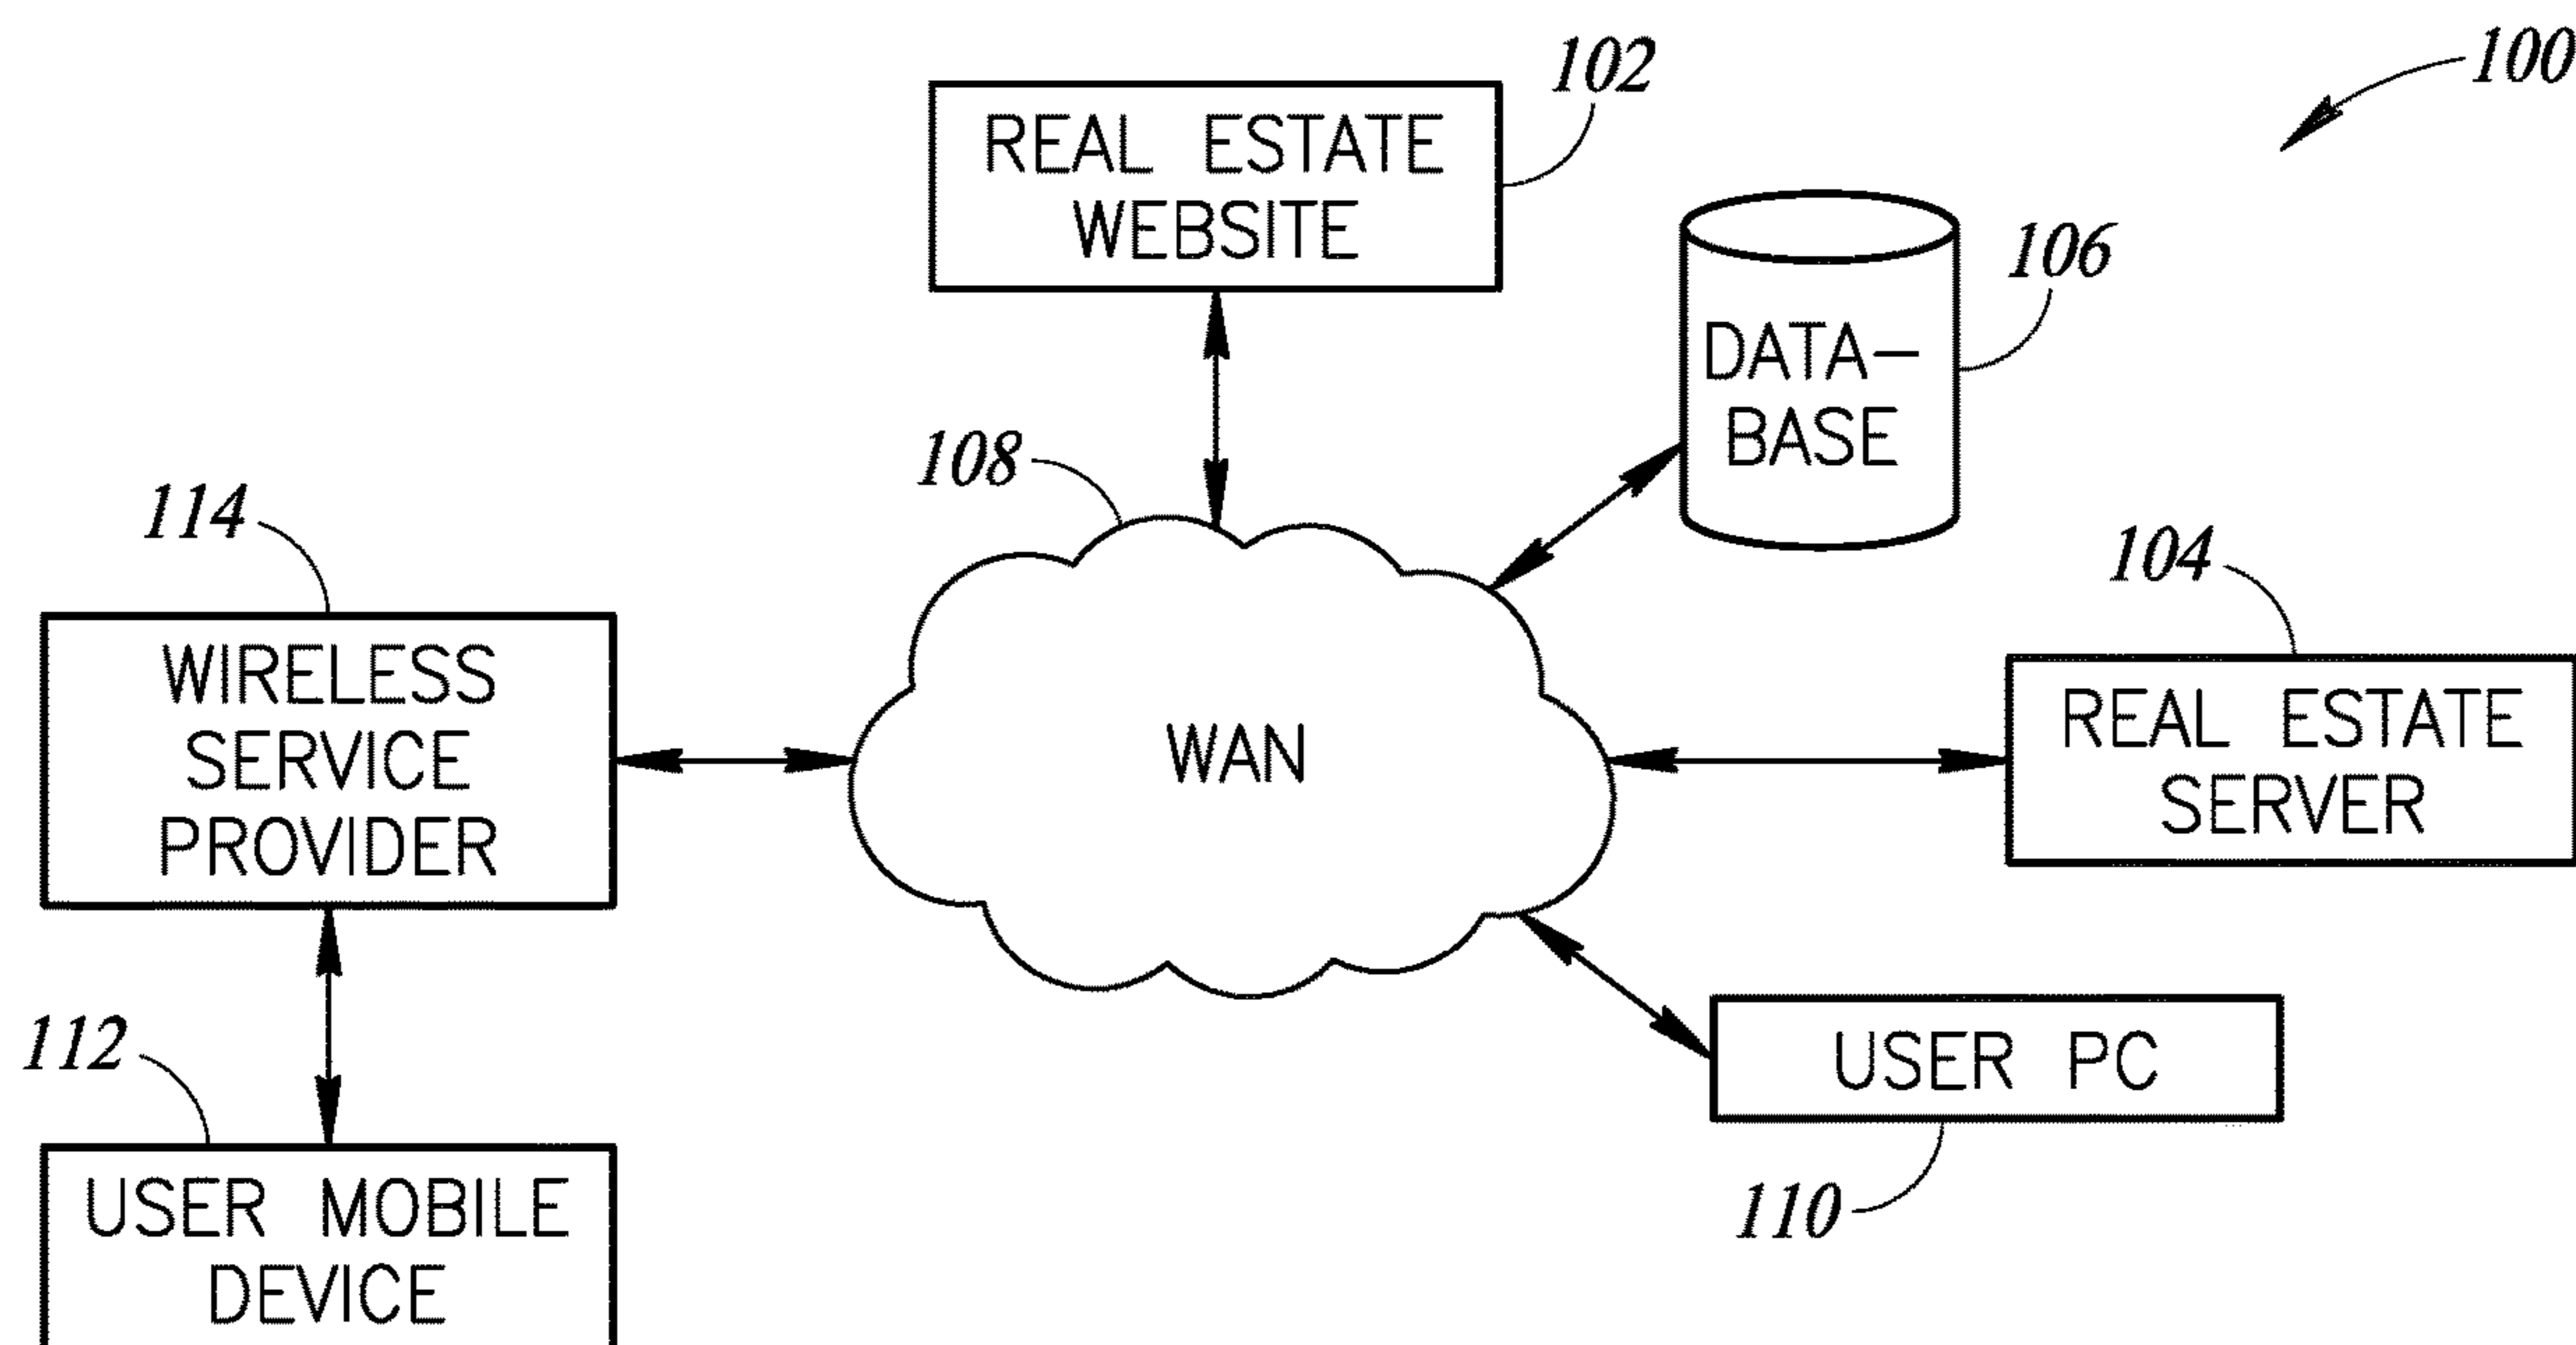 100
102
REAL ESTATE
WEBSITE
106
DATA-
BASE
108
114
WIRELESS
SERVICE
PROVIDER
WAN
104
REAL ESTATE
SERVER
112
USER MOBILE
DEVICE
USER PC
110